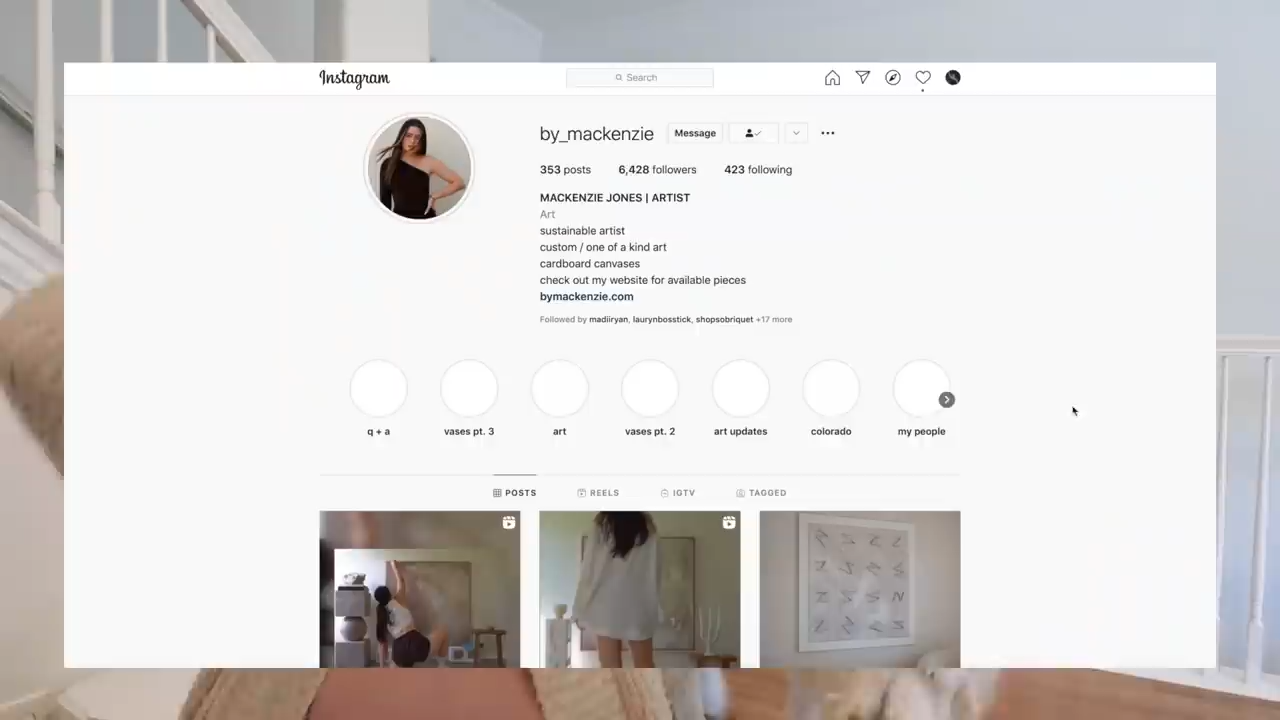 Instagram
Search
by_mackenzie Message
353 posts 6,428 followers 423 following
MACKENZIE JONES | ARTIST
Art
sustainable artist
custom / one of a kind art
cardboard canvases
check out my website for available pieces
bymackenzie.com
Followed by madiiryan, laurynbosstick, shopsobriquet +17 more
q + a vases pt. 3 art vases pt. 2 art updates colorado my people
POSTS REELS IGTV TAGGED